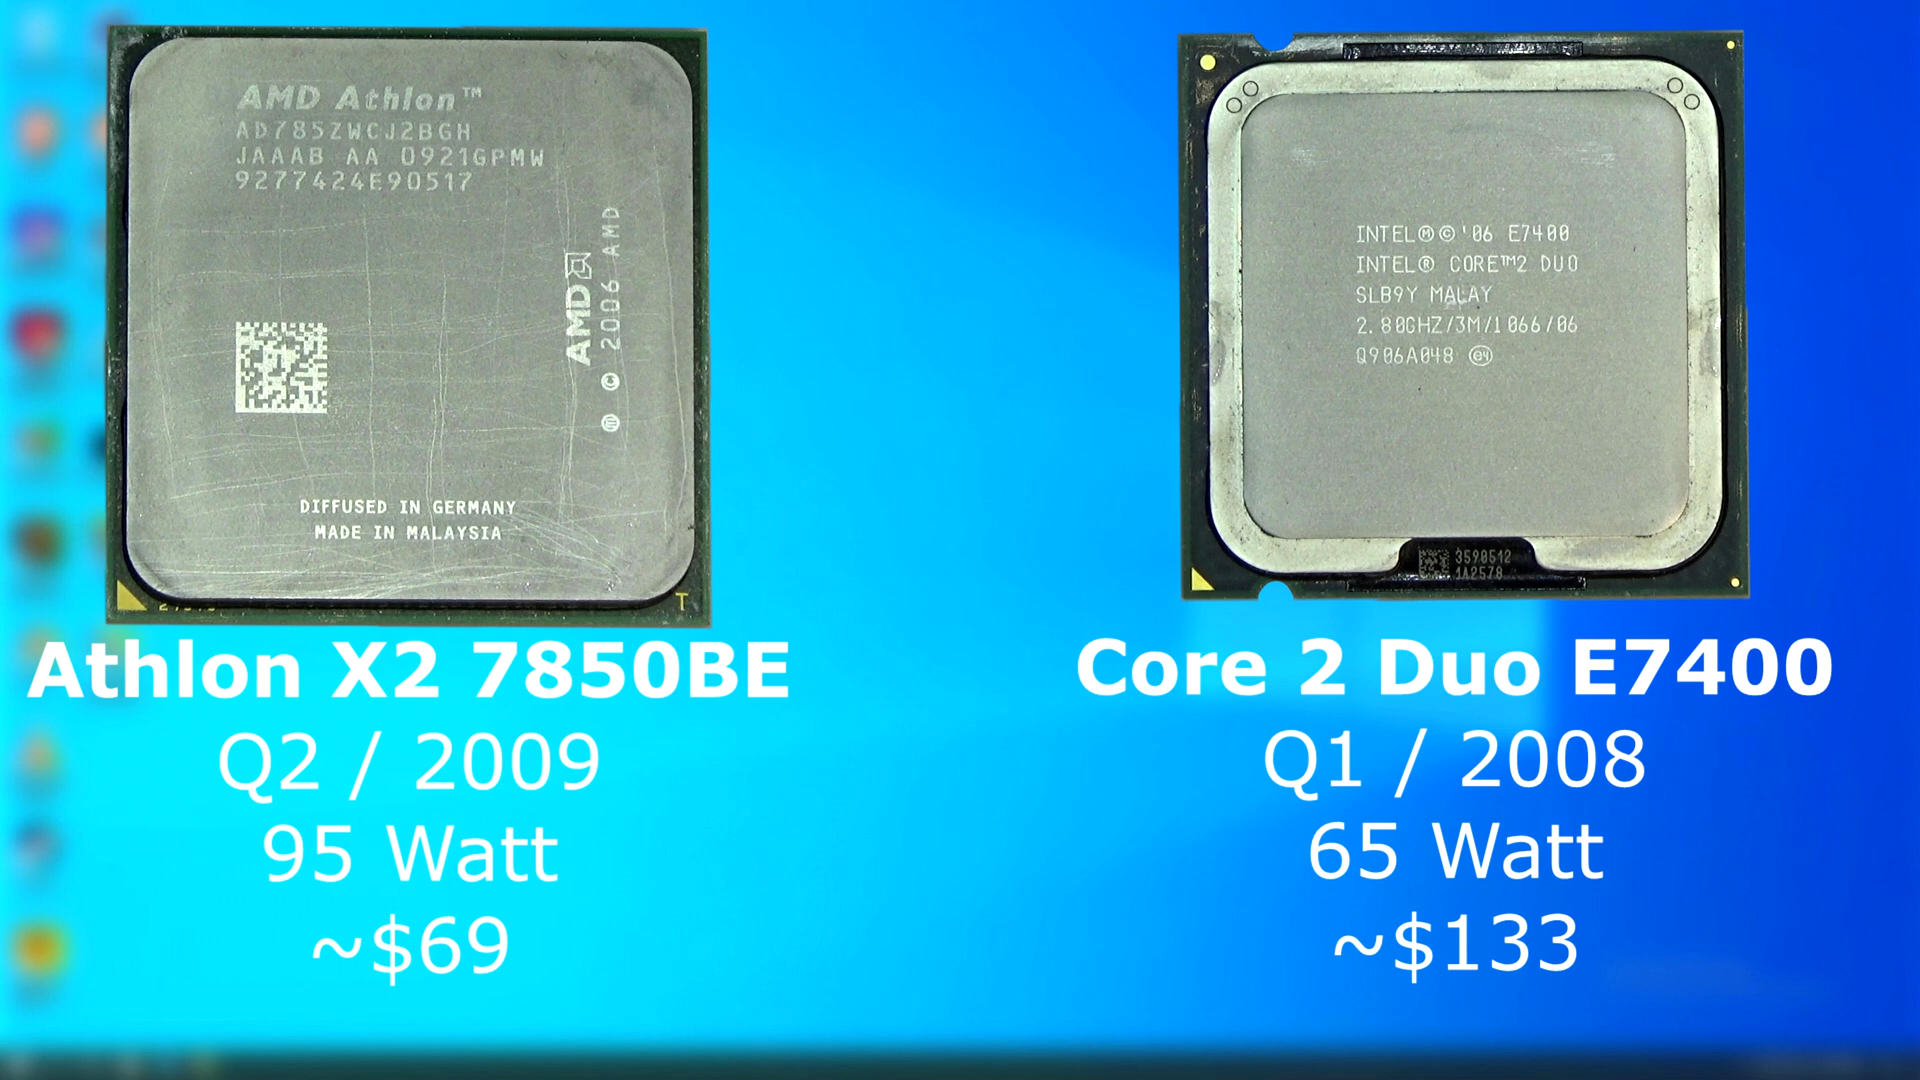 AMD Athlon™
AD785ZWCJ2BGH
JAAAB AA 0921GPMW
9277424E90517
AMD
© 2006 AMD
DIFFUSED IN GERMANY
MADE IN MALAYSIA
T
INTEL Ⓜ © '06 E7400
INTEL® CORE™2 DUO
SLB9Y MALAY
2.80GHZ/3M/1066/06
Q906A048 e4
3590512
1A2578
Athlon X2 7850BE
Q2 / 2009
95 Watt
~$69
Core 2 Duo E7400
Q1 / 2008
65 Watt
~$133